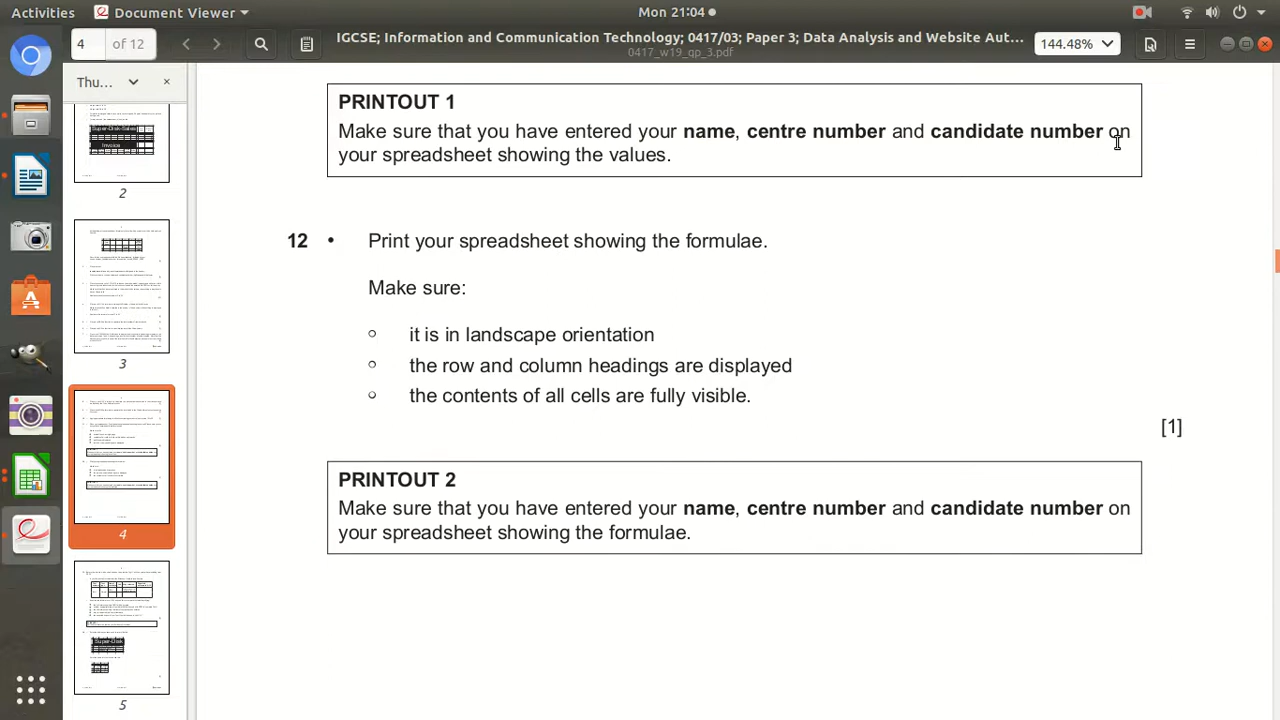 Activities
Document Viewer
Mon 21:04
4
of 12
IGCSE; Information and Communication Technology; 0417/03; Paper 3; Data Analysis and Website Aut...
0417_w19_qp_3.pdf
144.48%
Thu...
2
3
4
5
PRINTOUT 1
Make sure that you have entered your name, centre number and candidate number on
your spreadsheet showing the values.
12 • Print your spreadsheet showing the formulae.
Make sure:
it is in landscape orientation
the row and column headings are displayed
the contents of all cells are fully visible.
[1]
PRINTOUT 2
Make sure that you have entered your name, centre number and candidate number on
your spreadsheet showing the formulae.